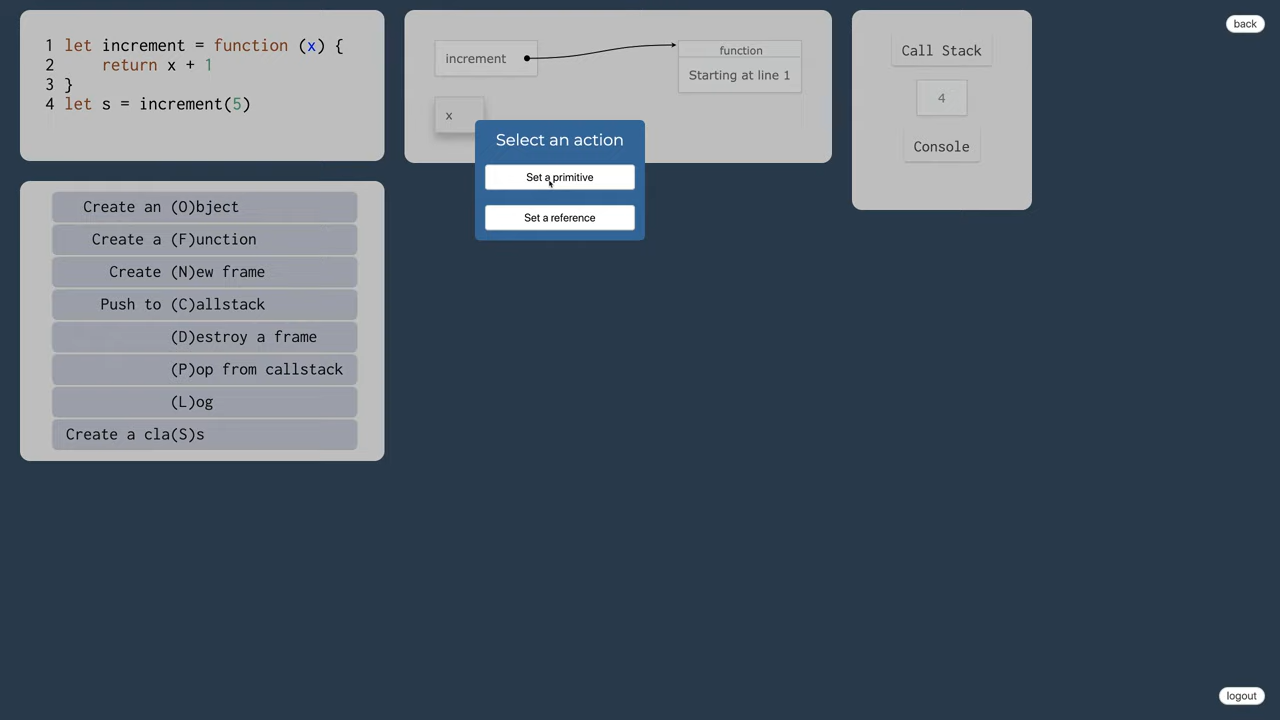 1 let increment = function (x) {
2 return x + 1
3 }
4 let s = increment(5)
increment
function
Starting at line 1
x
Call Stack
4
Console
back
Select an action
Set a primitive
Set a reference
Create an (O)bject
Create a (F)unction
Create (N)ew frame
Push to (C)allstack
(D)estroy a frame
(P)op from callstack
(L)og
Create a cla(S)s
logout